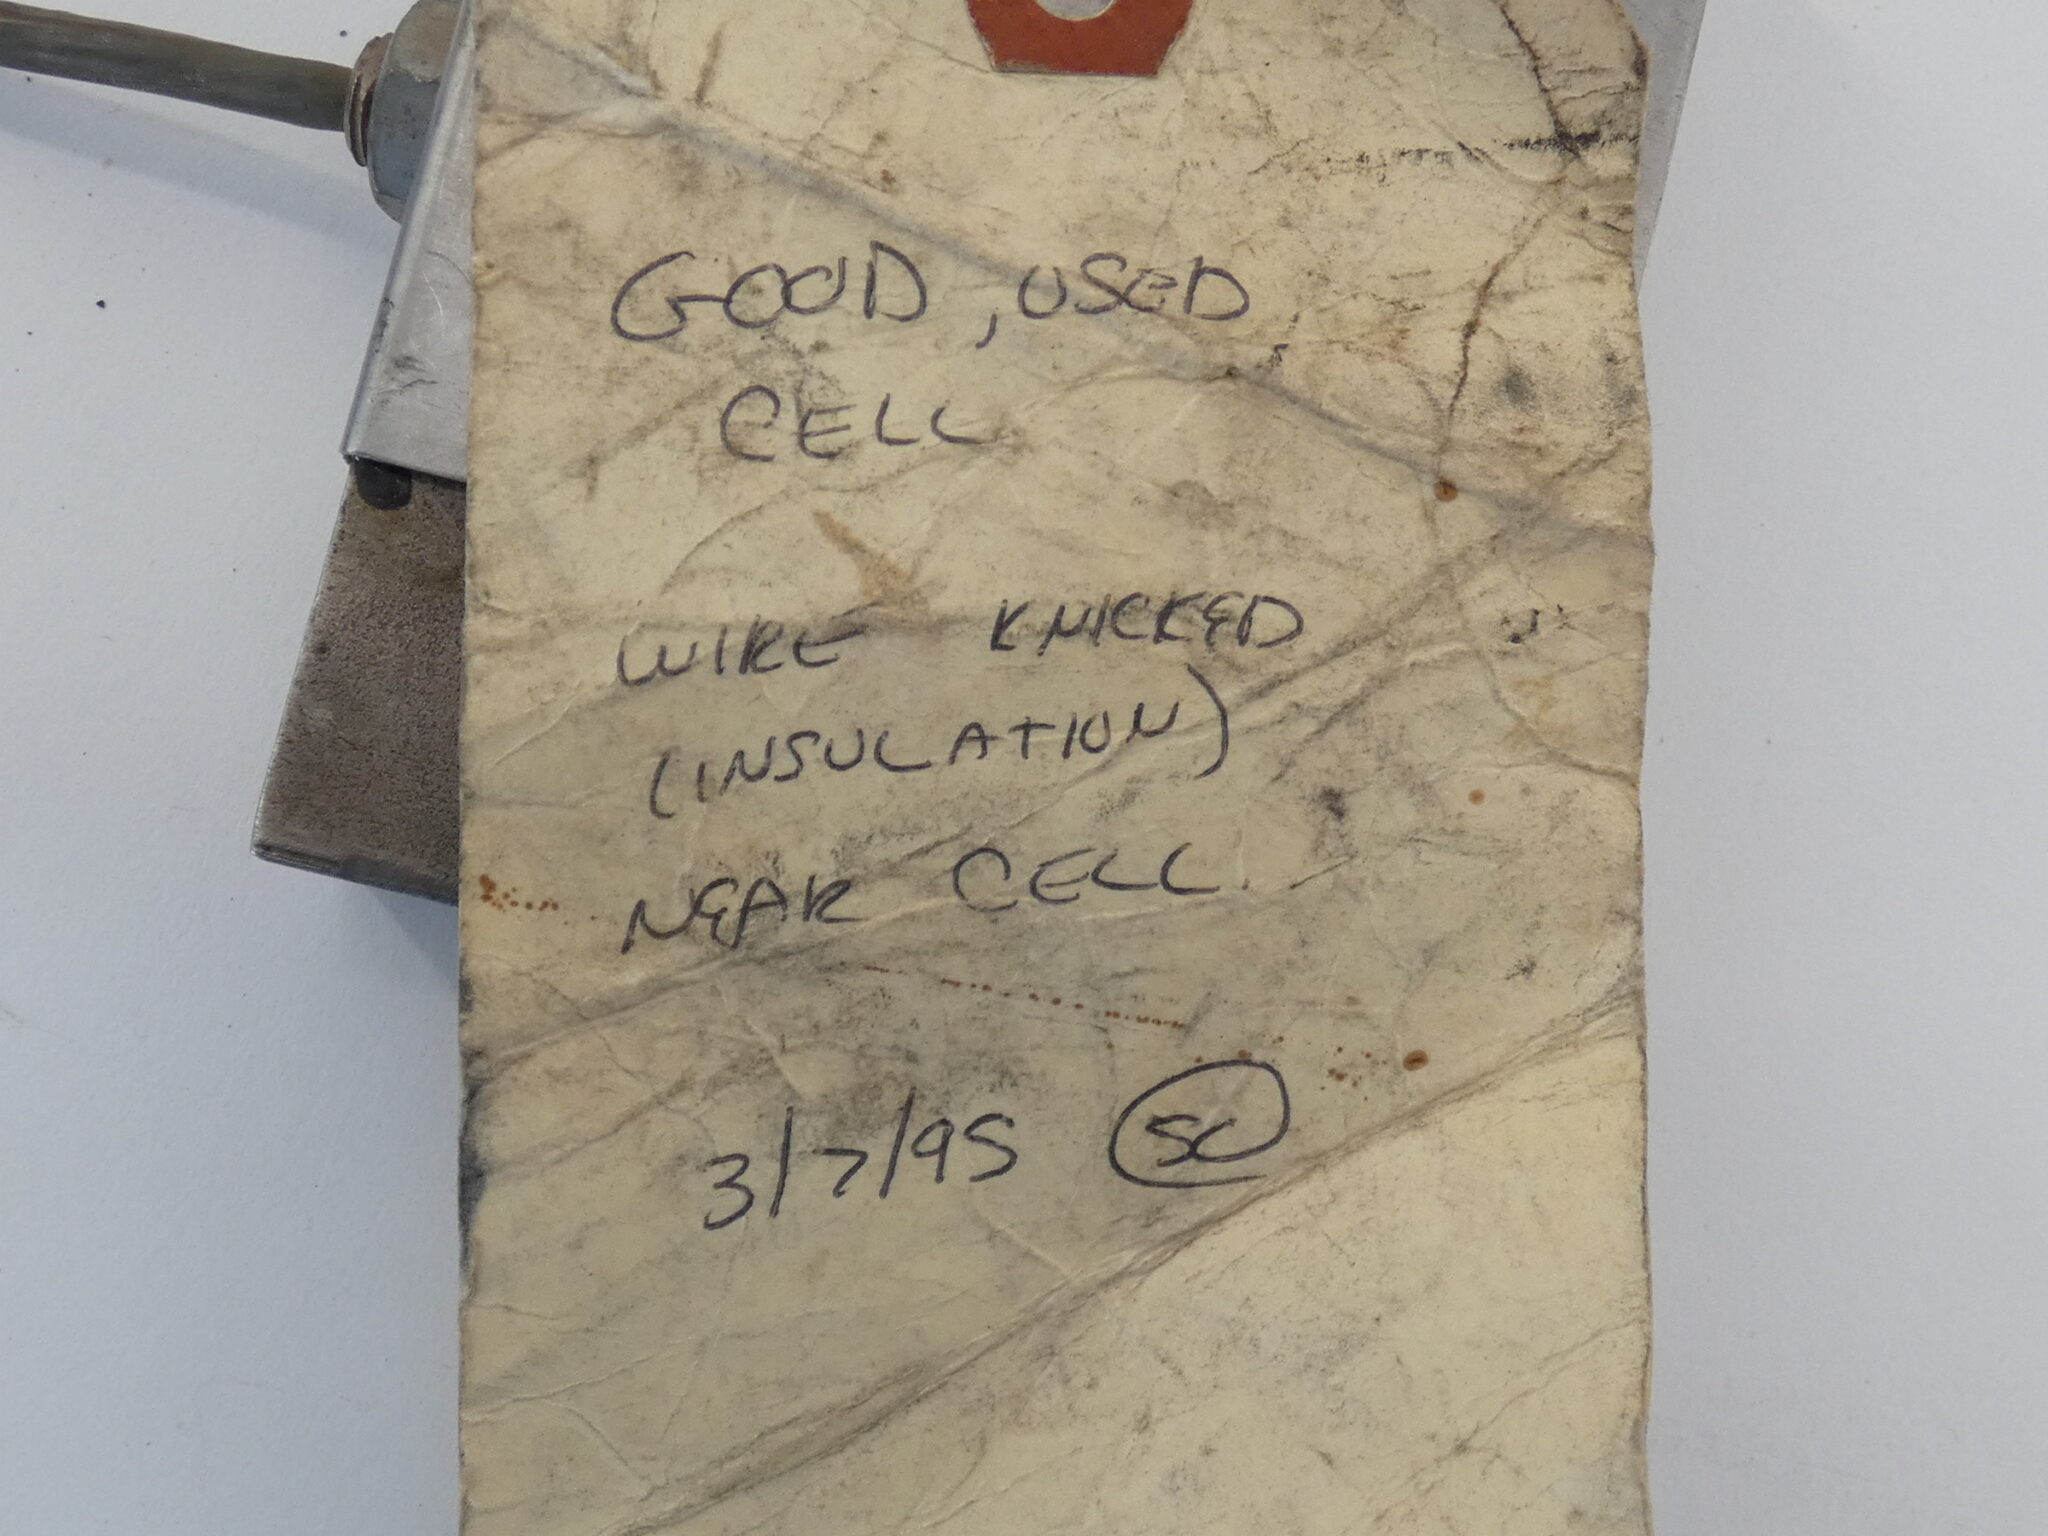 GOOD, USED
CELL
WIRE KNICKED
(INSULATION)
NEAR CELL.
3/7/95 SC